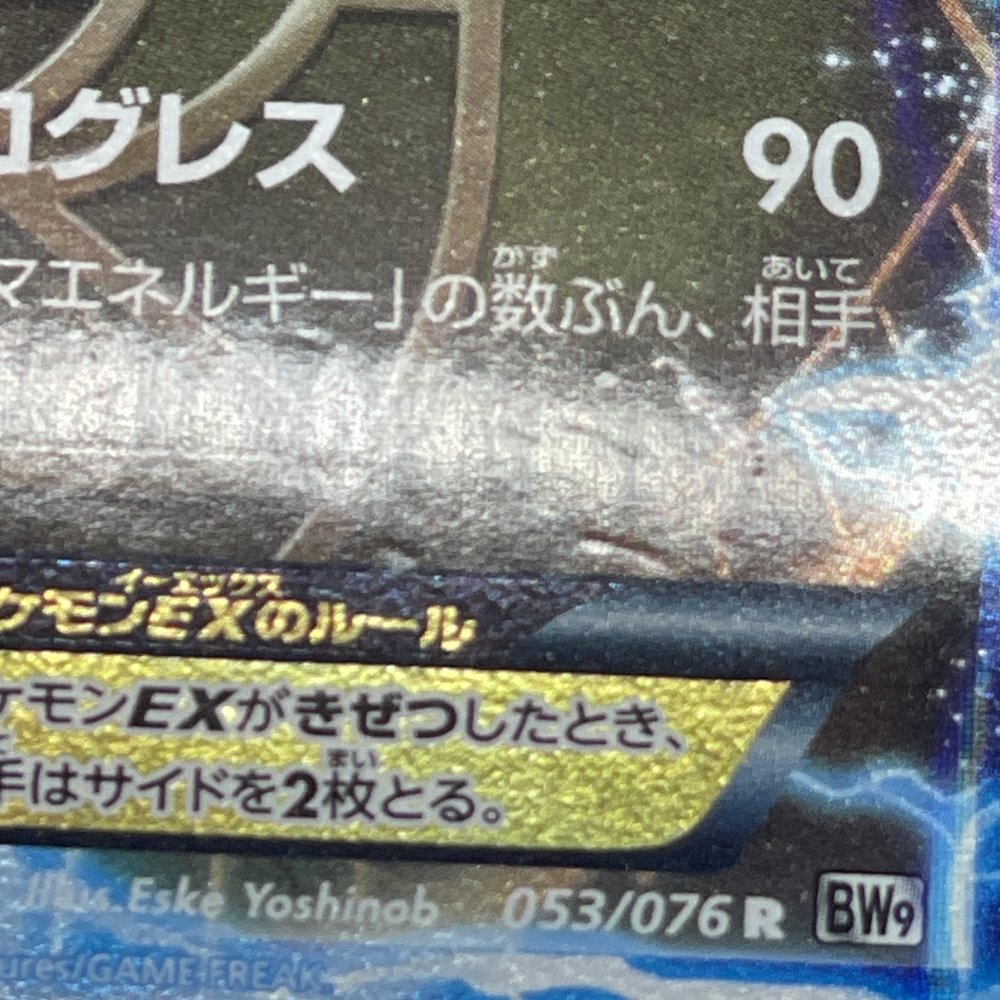 ログレス 90
マエネルギー」の数ぶん、相手
かず あいて
イーエックス
ケモンEXのルール
ケモンEXがきぜつしたとき、
手はサイドを2枚とる。
まい
Illus. Eske Yoshinob 053/076 R BW9
ures/GAME FREAK